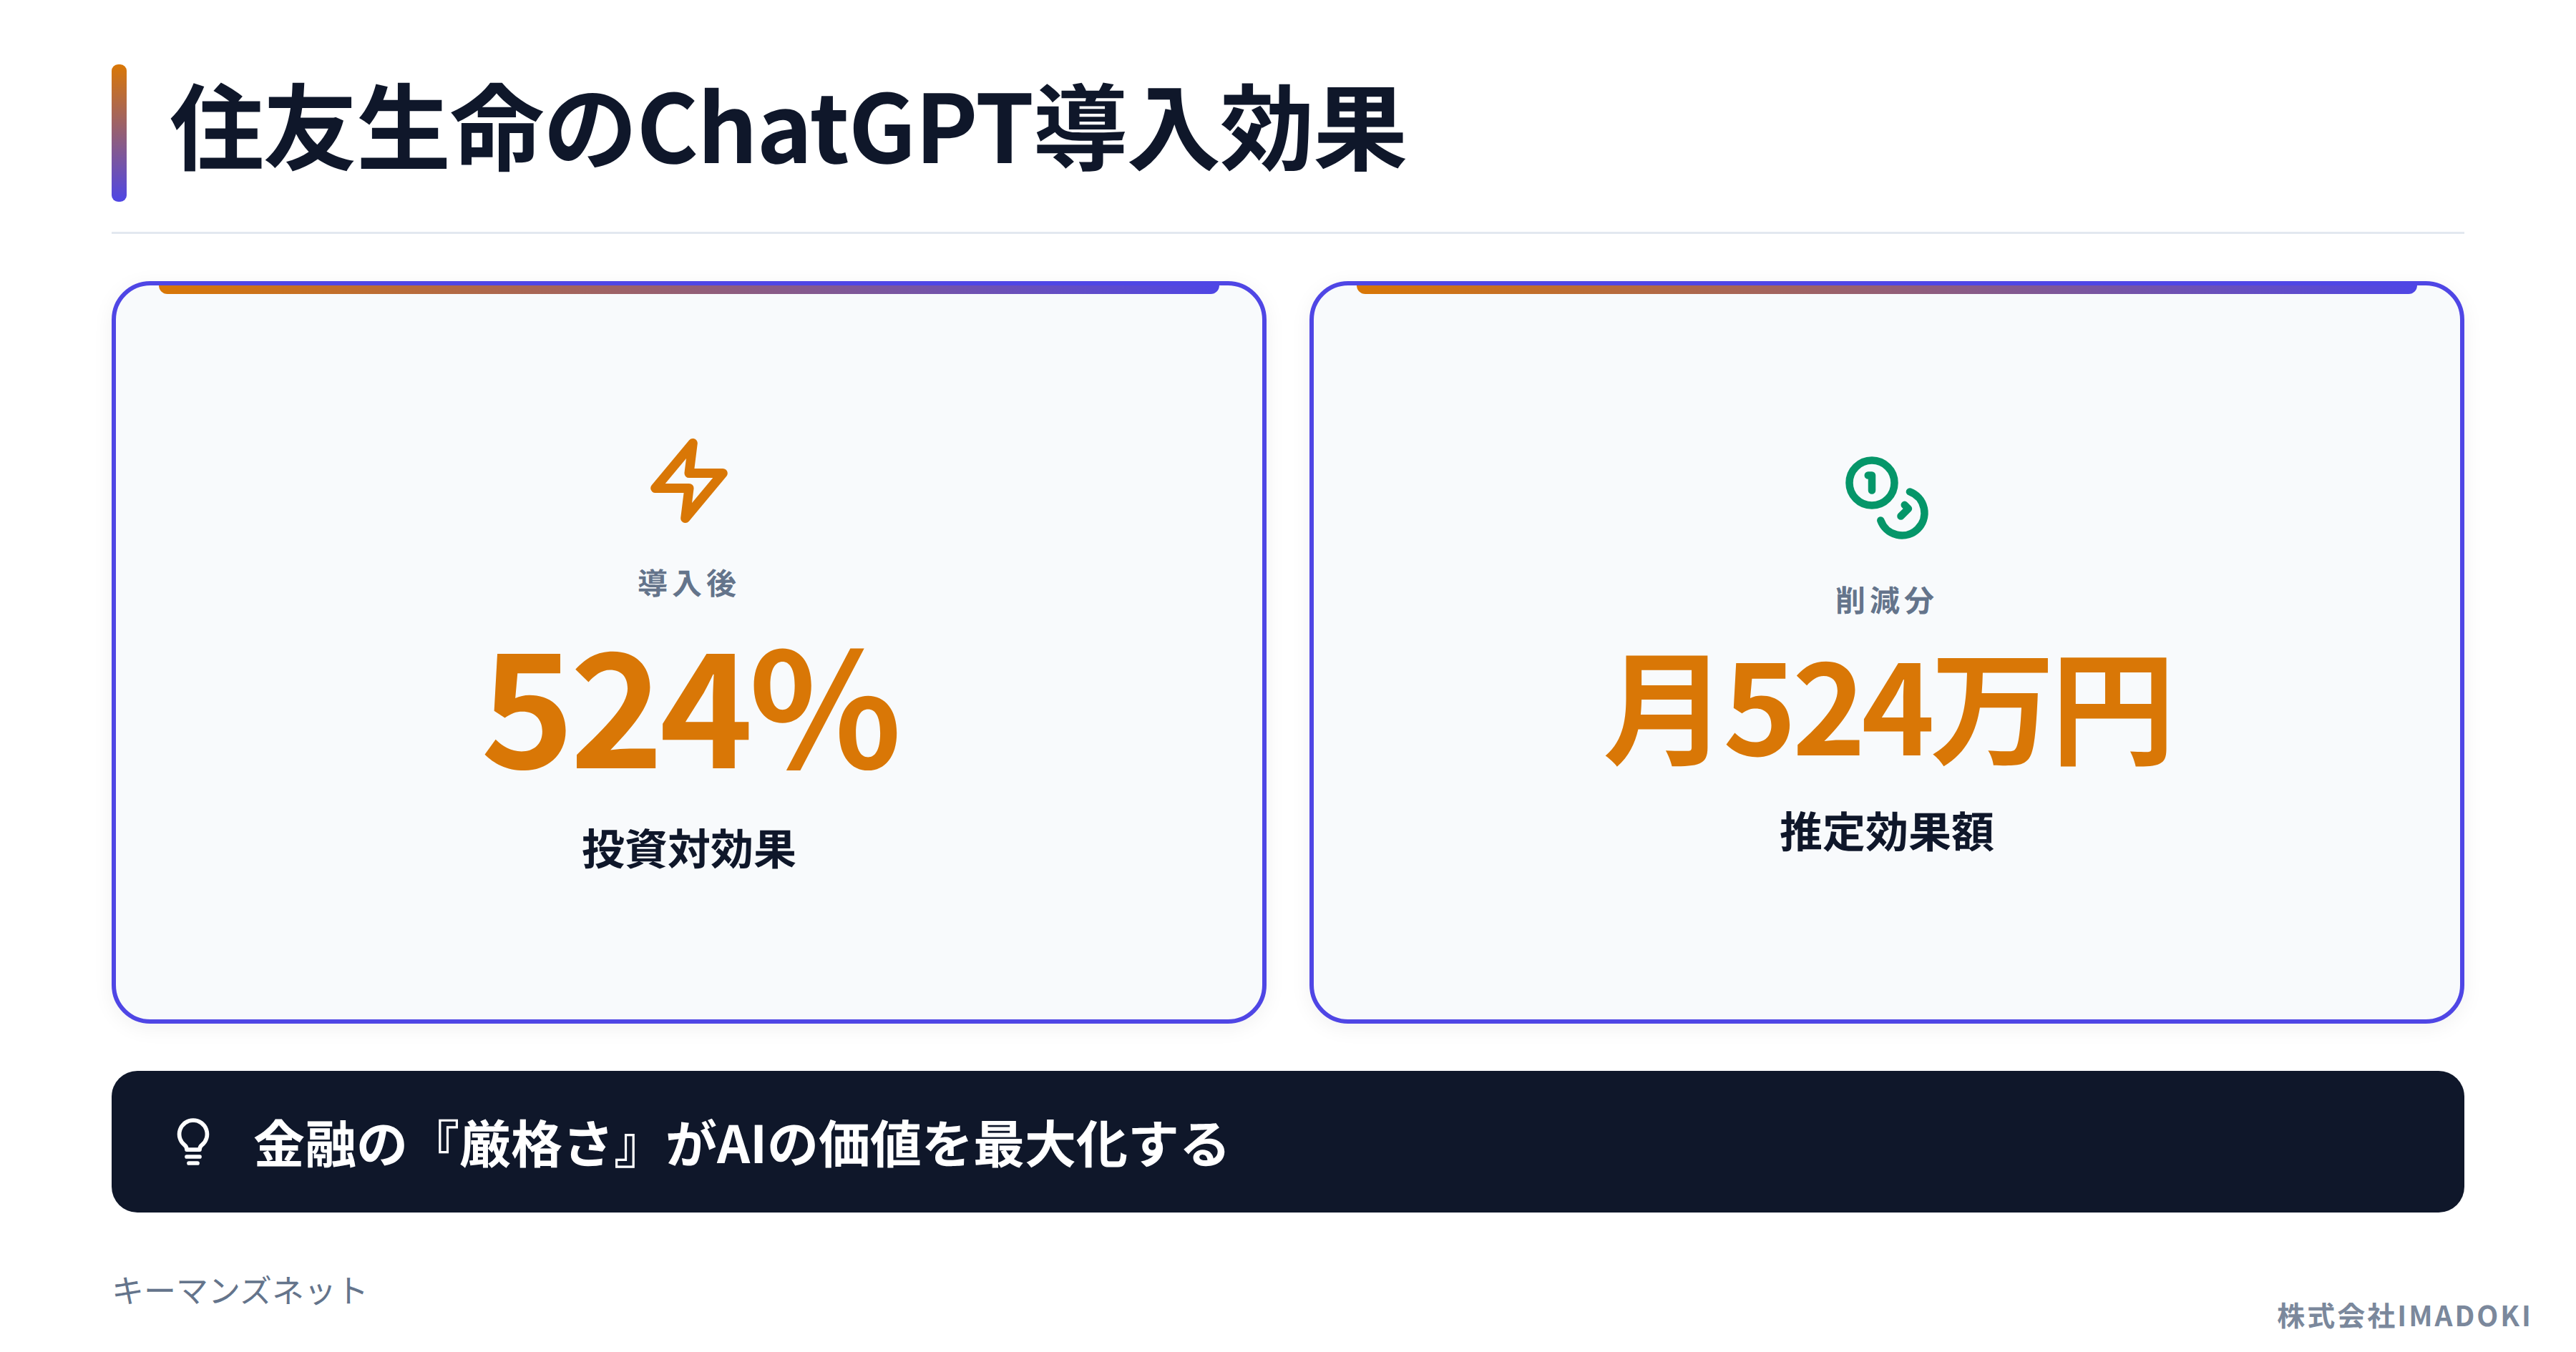 住友生命のChatGPT導入効果
導入後
524%
投資対効果
削減分
月524万円
推定効果額
金融の『厳格さ』がAIの価値を最大化する
キーマンズネット
株式会社IMADOKI